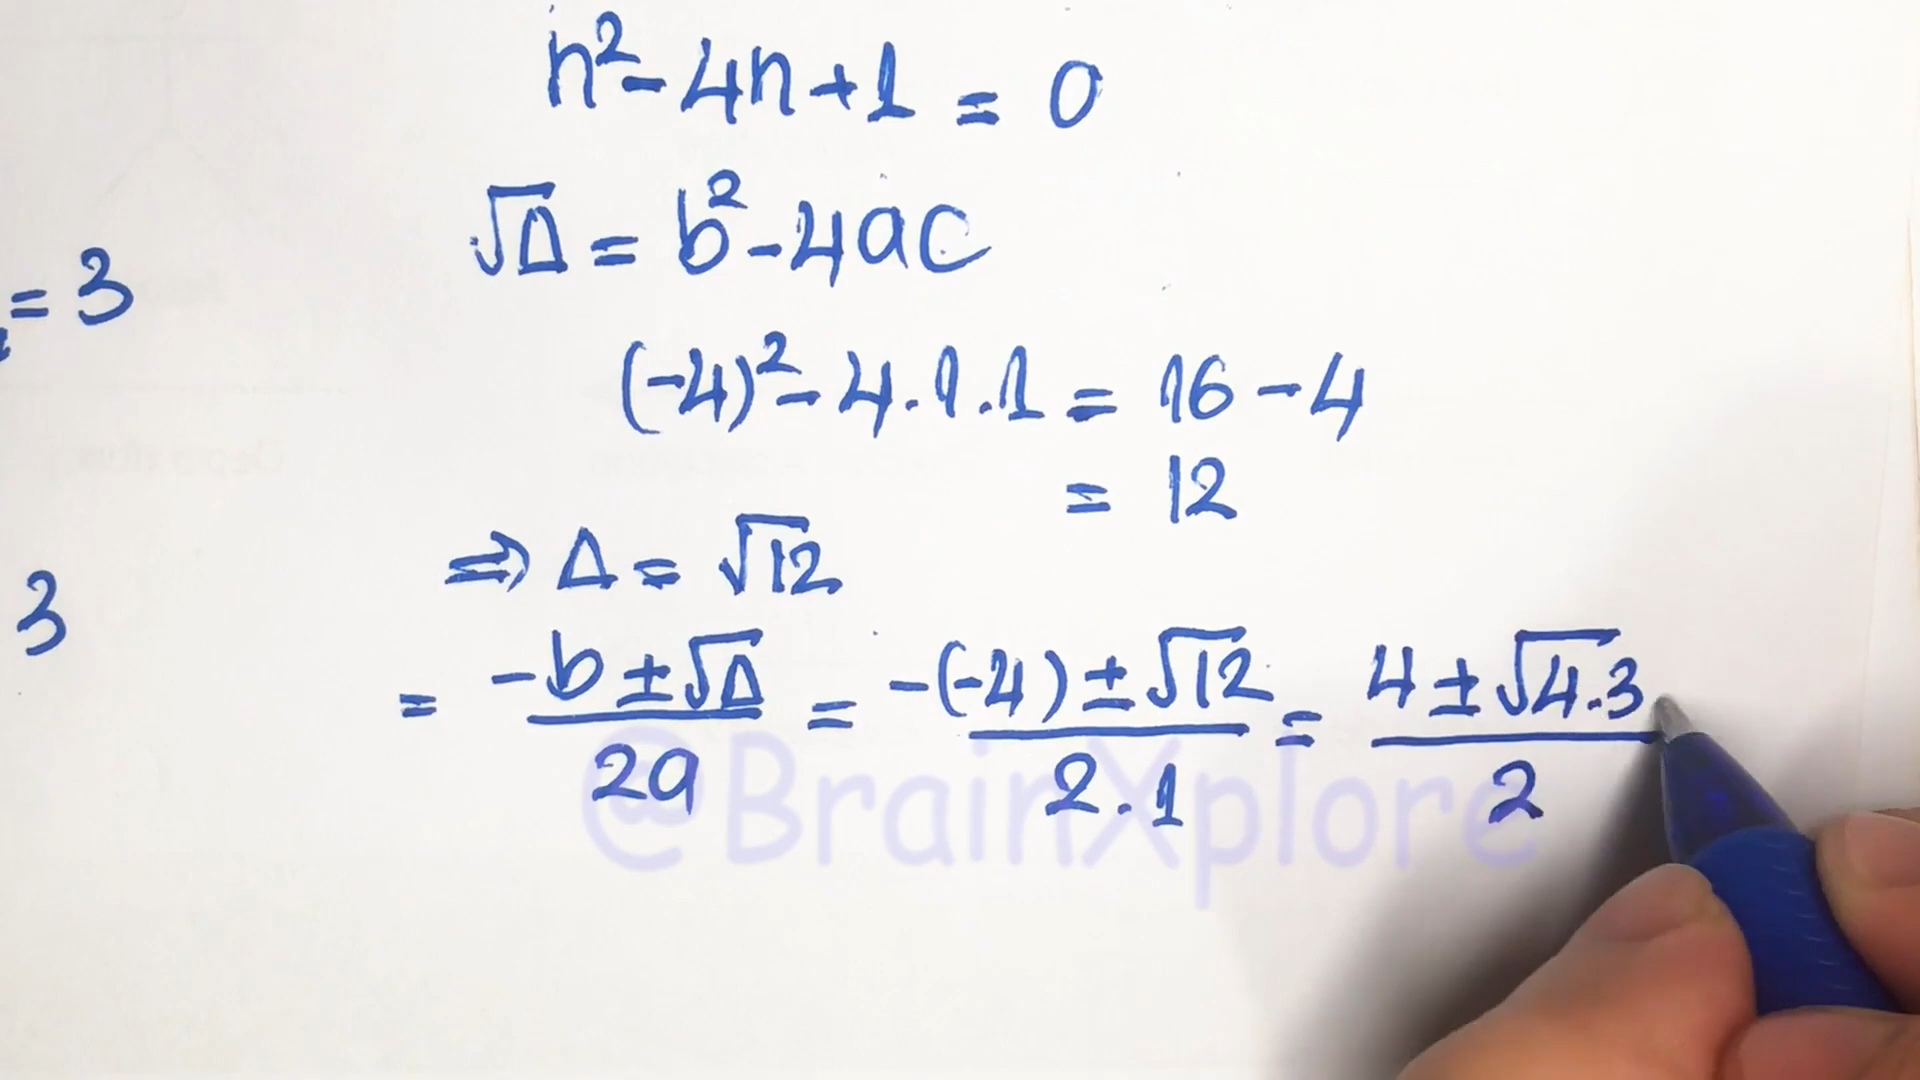 n² - 4n + 1 = 0
√Δ = b² - 4ac
= 3
(-4)² - 4.1.1 = 16 - 4
= 12
⇒ Δ = √12
3
= -b ± √Δ / 2a = -(-4) ± √12 / 2.1 = 4 ± √4.3 / 2
@BrainXplore